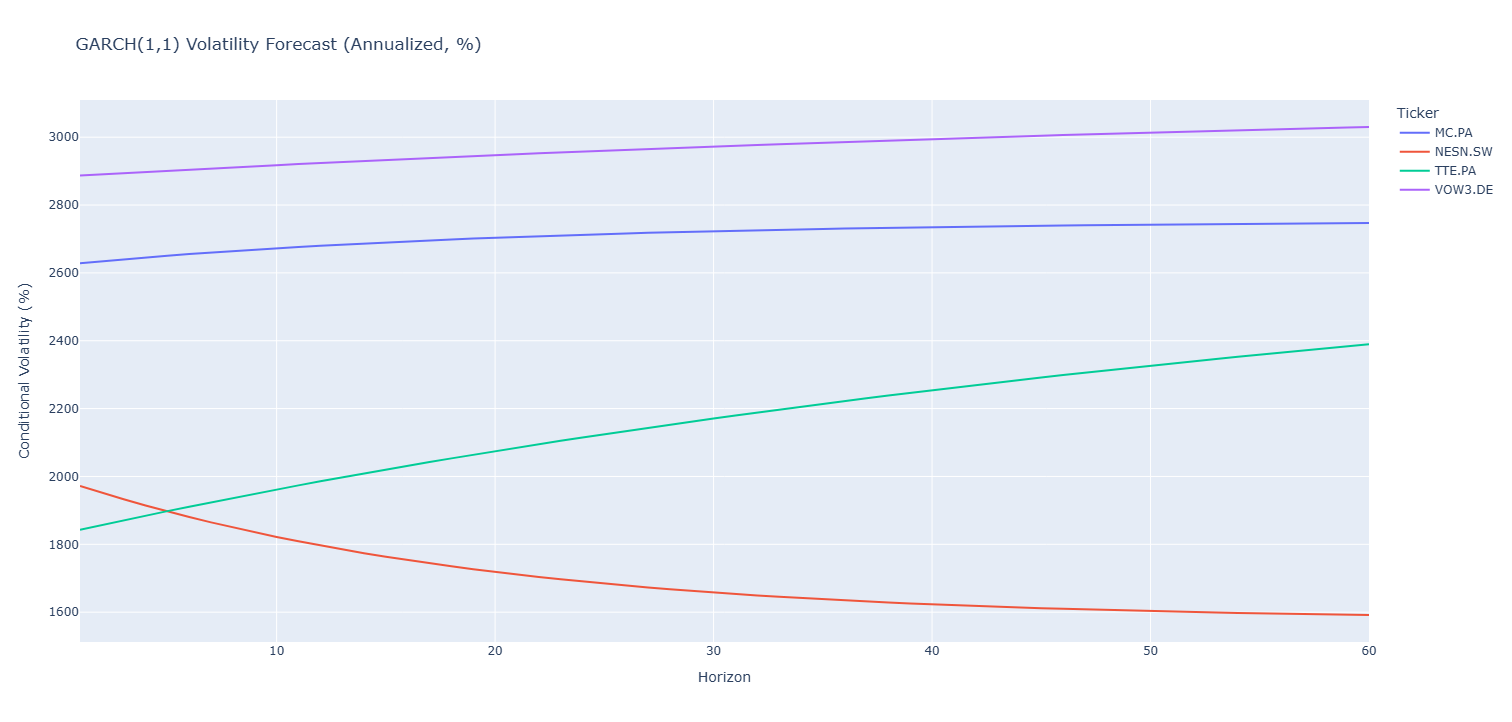 GARCH(1,1) Volatility Forecast (Annualized, %)
Ticker
MC.PA
NESN.SW
TTE.PA
VOW3.DE
Conditional Volatility (%)
3000
2800
2600
2400
2200
2000
1800
1600
10 20 30 40 50 60
Horizon